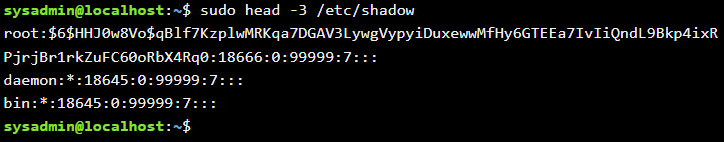 sysadmin@localhost:~$ sudo head -3 /etc/shadow
root:$6$HHJ0w8Vo$qBlf7KzplwMRKqa7DGAV3LywgVypyiDuxewwMfHy6GTEEa7IvIiQndL9Bkp4ixR
PjrjBr1rkZuFC60oRbX4Rq0:18666:0:99999:7:::
daemon:*:18645:0:99999:7:::
bin:*:18645:0:99999:7:::
sysadmin@localhost:~$